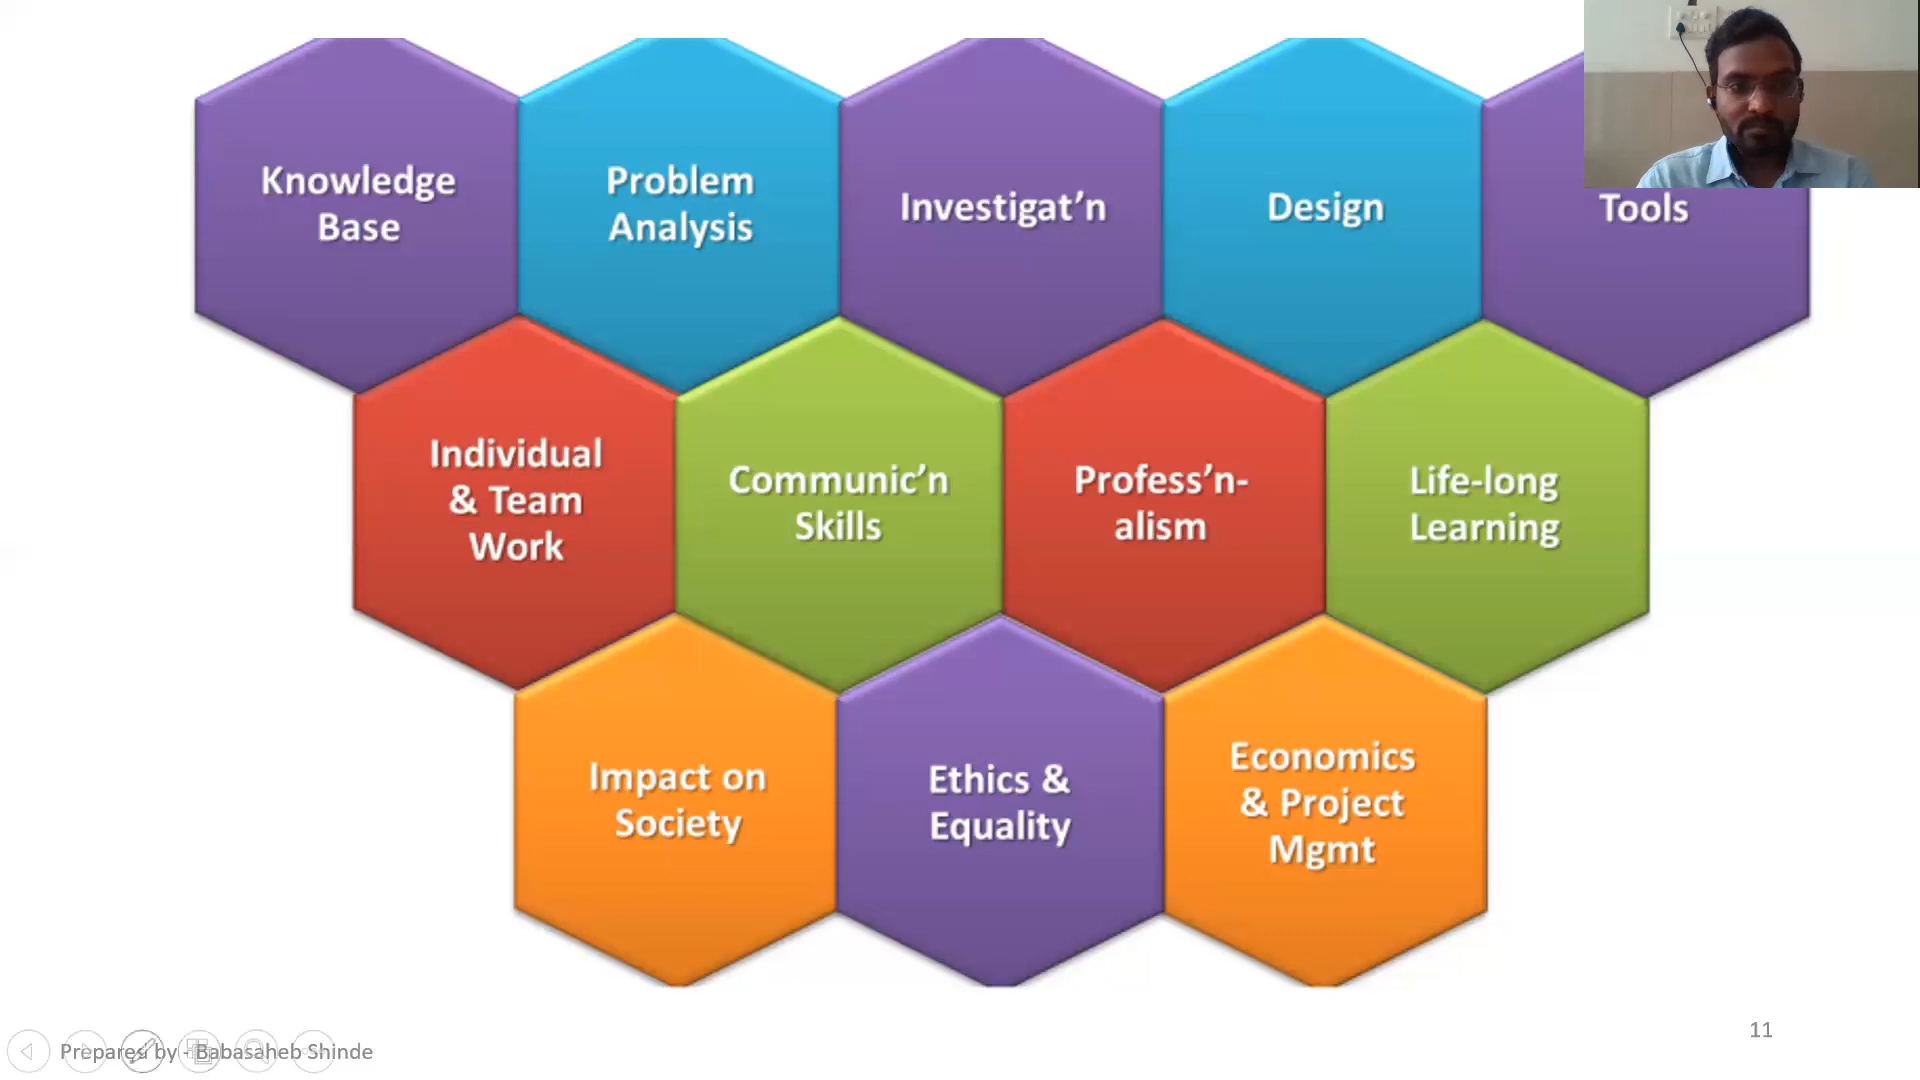 Knowledge
Base
Problem
Analysis
Investigat’n
Design
Tools
Individual
& Team
Work
Communic’n
Skills
Profess’n-
alism
Life-long
Learning
Impact on
Society
Ethics &
Equality
Economics
& Project
Mgmt
Prepared by - Babasaheb Shinde
11